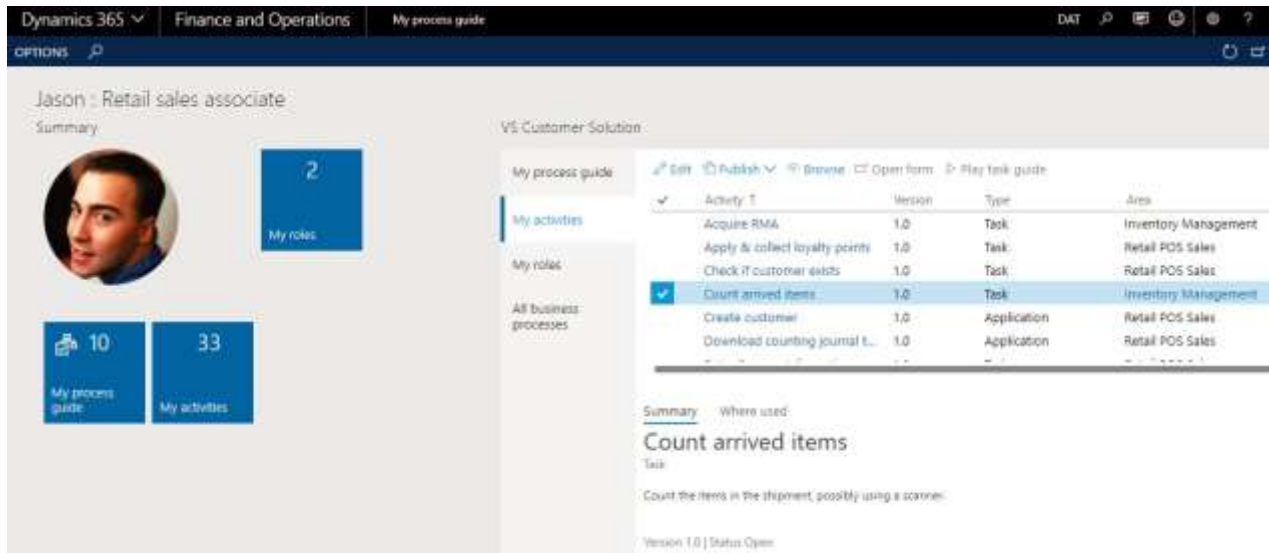 Dynamics 365
Finance and Operations
My process guide
DAT
?
OPTIONS
Jason : Retail sales associate
Summary
2
My roles
10
My process
guide
33
My activities
VS Customer Solution
My process guide
My activities
My roles
All business
processes
Edit Publish Browse Open form Play task guide
Activity Version Type Area
Acquire RMA 1.0 Task Inventory Management
Apply & collect loyalty points 1.0 Task Retail POS Sales
Check if customer exists 1.0 Task Retail POS Sales
Count arrived items 1.0 Task Inventory Management
Create customer 1.0 Application Retail POS Sales
Download counting journal t... 1.0 Application Retail POS Sales
Summary Where used
Count arrived items
Task
Count the items in the shipment, possibly using a scanner.
Version 1.0 | Status Open